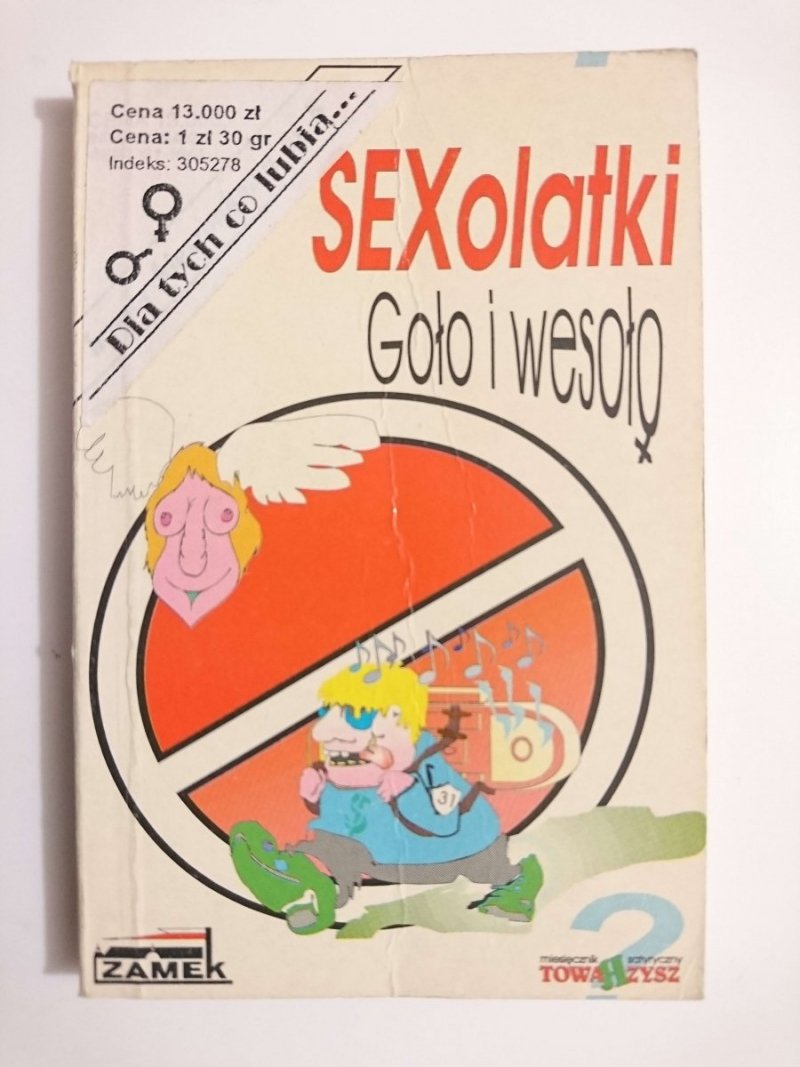 Cena 13.000 zł
Cena: 1 zł 30 gr
Indeks: 305278
Dla tych co lubią...
SEXolatki
Goło i wesoło
31
ZAMEK
miesięcznik satyryczny
TOWARZYSZ